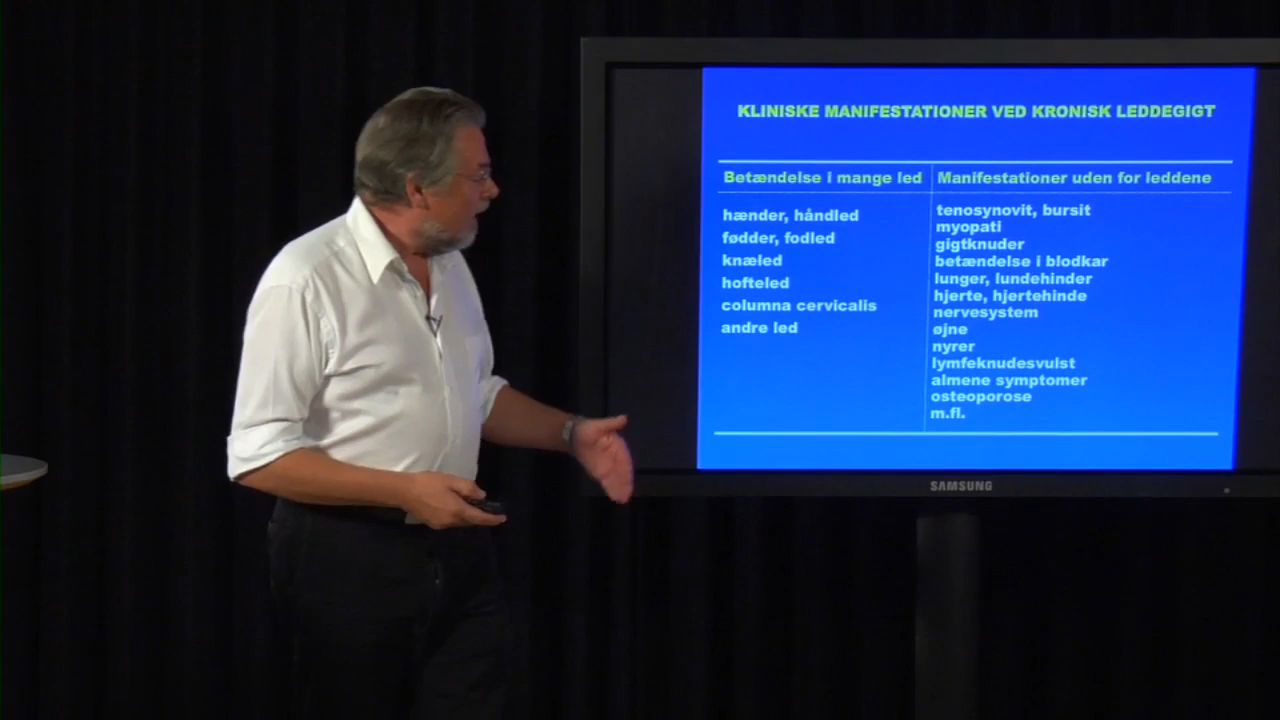 KLINISKE MANIFESTATIONER VED KRONISK LEDDEGIGT
Betændelse i mange led
hænder, håndled
fødder, fodled
knæled
hofteled
columna cervicalis
andre led
Manifestationer uden for leddene
tenosynovit, bursit
myopati
gigtknuder
betændelse i blodkar
lunger, lundehinder
hjerte, hjertehinde
nervesystem
øjne
nyrer
lymfeknudesvulst
almene symptomer
osteoporose
m.fl.
SAMSUNG